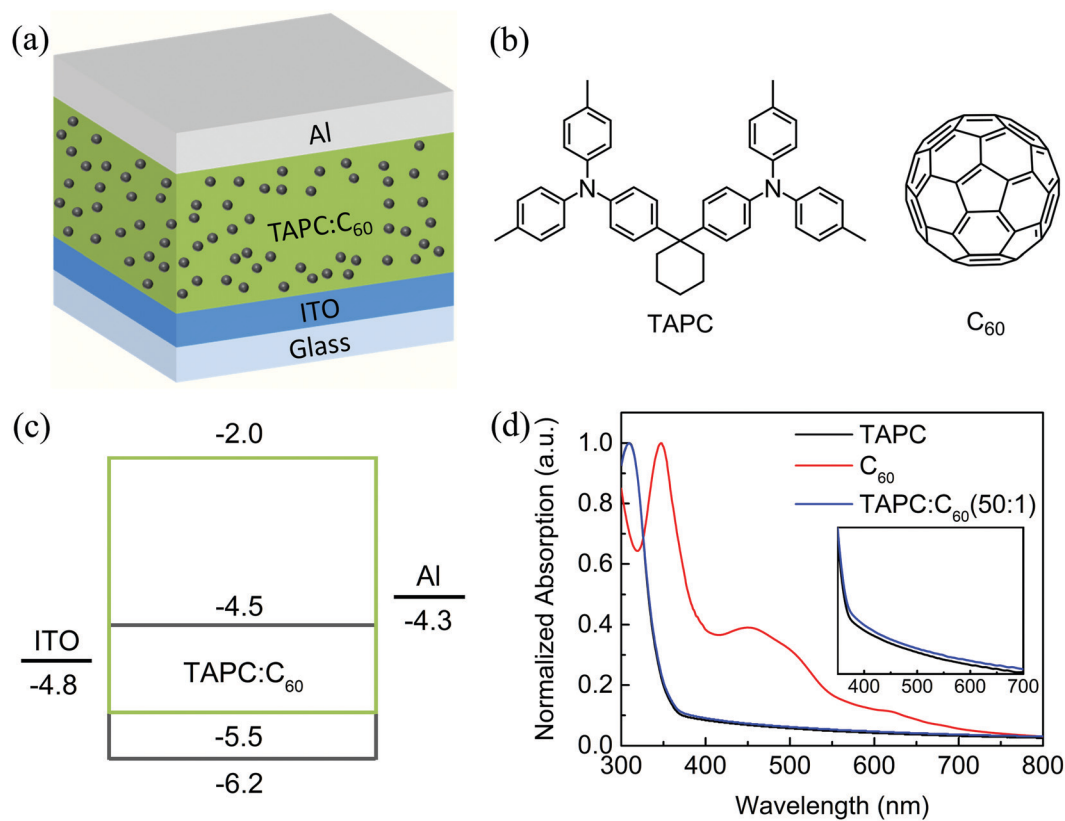 (a)
Al
TAPC:C₆₀
ITO
Glass
(b)
N
N
TAPC
C₆₀
(c)
-2.0
-4.5
Al
-4.3
ITO
-4.8
TAPC:C₆₀
-5.5
-6.2
(d)
Normalized Absorption (a.u.)
1.0
0.8
0.6
0.4
0.2
0.0
TAPC
C₆₀
TAPC:C₆₀(50:1)
400 500 600 700
300 400 500 600 700 800
Wavelength (nm)